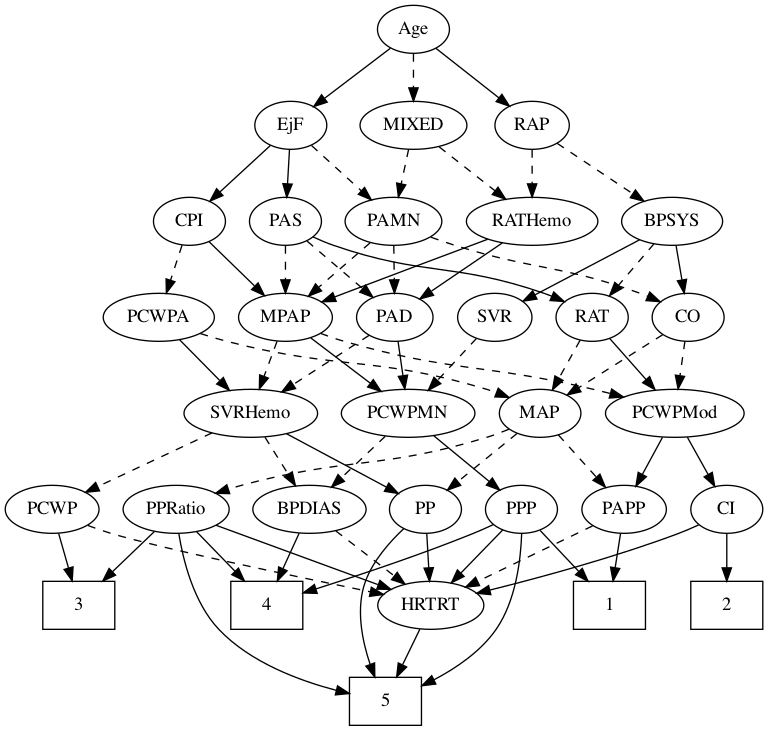 Age
EjF
MIXED
RAP
CPI
PAS
PAMN
RATHemo
BPSYS
PCWPA
MPAP
PAD
SVR
RAT
CO
SVRHemo
PCWPMN
MAP
PCWPMod
PCWP
PPRatio
BPDIAS
PP
PPP
PAPP
CI
3
4
HRTRT
1
2
5